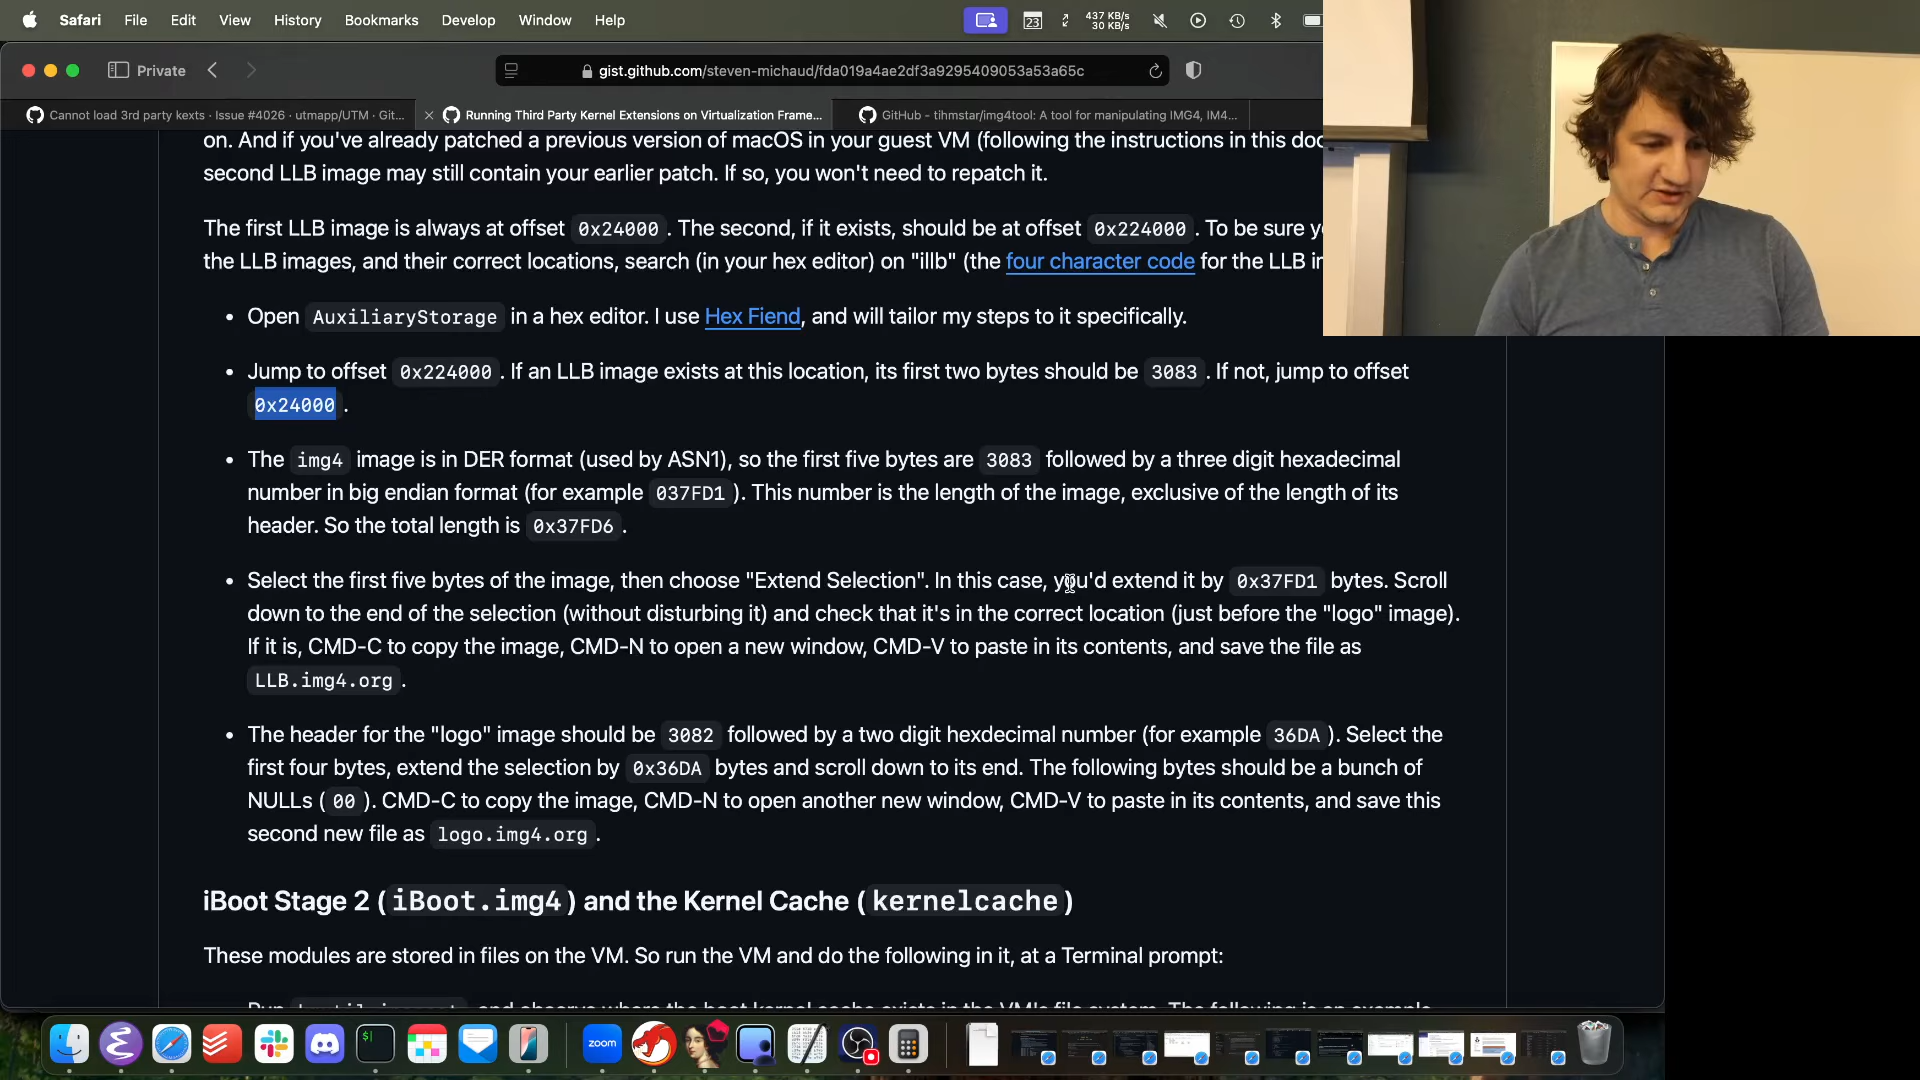 Safari File Edit View History Bookmarks Develop Window Help
23
437 KB/s
30 KB/s
Private
gist.github.com/steven-michaud/fda019a4ae2df3a9295409053a53a65c
Cannot load 3rd party kexts · Issue #4026 · utmapp/UTM · Git...
Running Third Party Kernel Extensions on Virtualization Frame...
GitHub - tihmstar/img4tool: A tool for manipulating IMG4, IM4...
on. And if you've already patched a previous version of macOS in your guest VM (following the instructions in this doc
second LLB image may still contain your earlier patch. If so, you won't need to repatch it.
The first LLB image is always at offset 0x24000. The second, if it exists, should be at offset 0x224000. To be sure y
the LLB images, and their correct locations, search (in your hex editor) on "illb" (the four character code for the LLB i
• Open AuxiliaryStorage in a hex editor. I use Hex Fiend, and will tailor my steps to it specifically.
• Jump to offset 0x224000. If an LLB image exists at this location, its first two bytes should be 3083. If not, jump to offset
0x24000.
• The img4 image is in DER format (used by ASN1), so the first five bytes are 3083 followed by a three digit hexadecimal
number in big endian format (for example 037FD1). This number is the length of the image, exclusive of the length of its
header. So the total length is 0x37FD6.
• Select the first five bytes of the image, then choose "Extend Selection". In this case, you'd extend it by 0x37FD1 bytes. Scroll
down to the end of the selection (without disturbing it) and check that it's in the correct location (just before the "logo" image).
If it is, CMD-C to copy the image, CMD-N to open a new window, CMD-V to paste in its contents, and save the file as
LLB.img4.org.
• The header for the "logo" image should be 3082 followed by a two digit hexdecimal number (for example 36DA). Select the
first four bytes, extend the selection by 0x36DA bytes and scroll down to its end. The following bytes should be a bunch of
NULLs (00). CMD-C to copy the image, CMD-N to open another new window, CMD-V to paste in its contents, and save this
second new file as logo.img4.org.
iBoot Stage 2 (iBoot.img4) and the Kernel Cache (kernelcache)
These modules are stored in files on the VM. So run the VM and do the following in it, at a Terminal prompt:
zoom